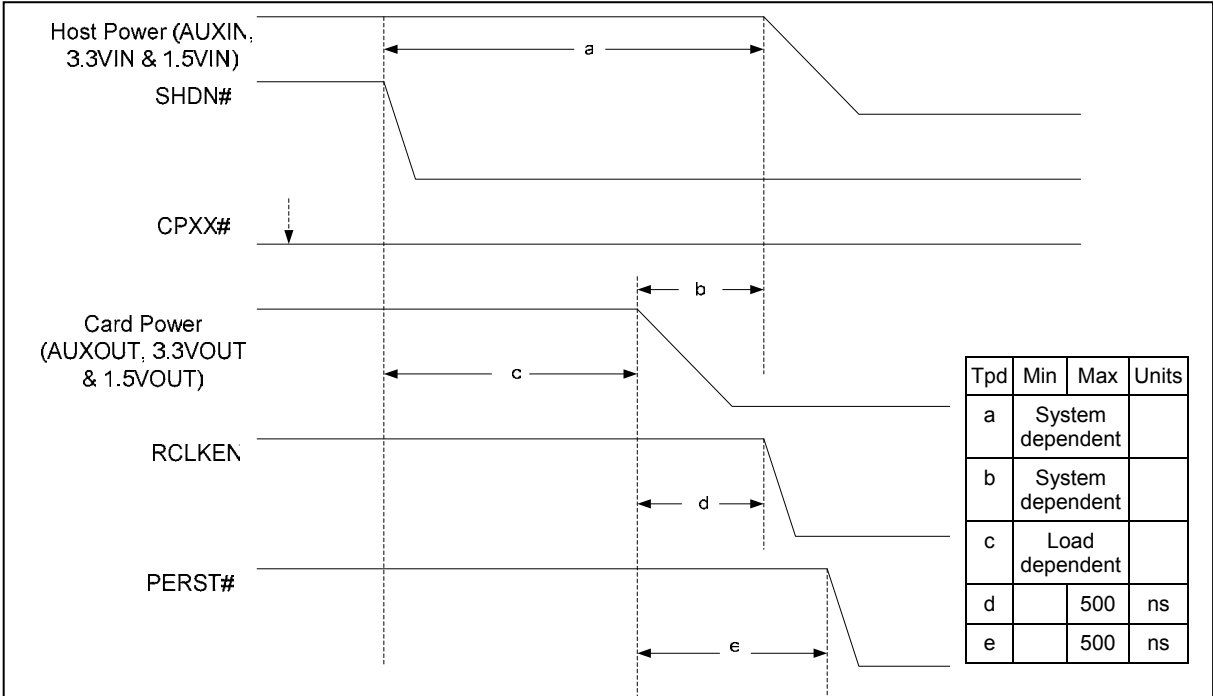 Host Power (AUXIN,
3.3VIN & 1.5VIN)
a
SHDN#
CPXX#
b
Card Power
(AUXOUT, 3.3VOUT
& 1.5VOUT)
c
RCLKEN
d
PERST#
e
Tpd Min Max Units
a System
dependent
b System
dependent
c Load
dependent
d 500 ns
e 500 ns